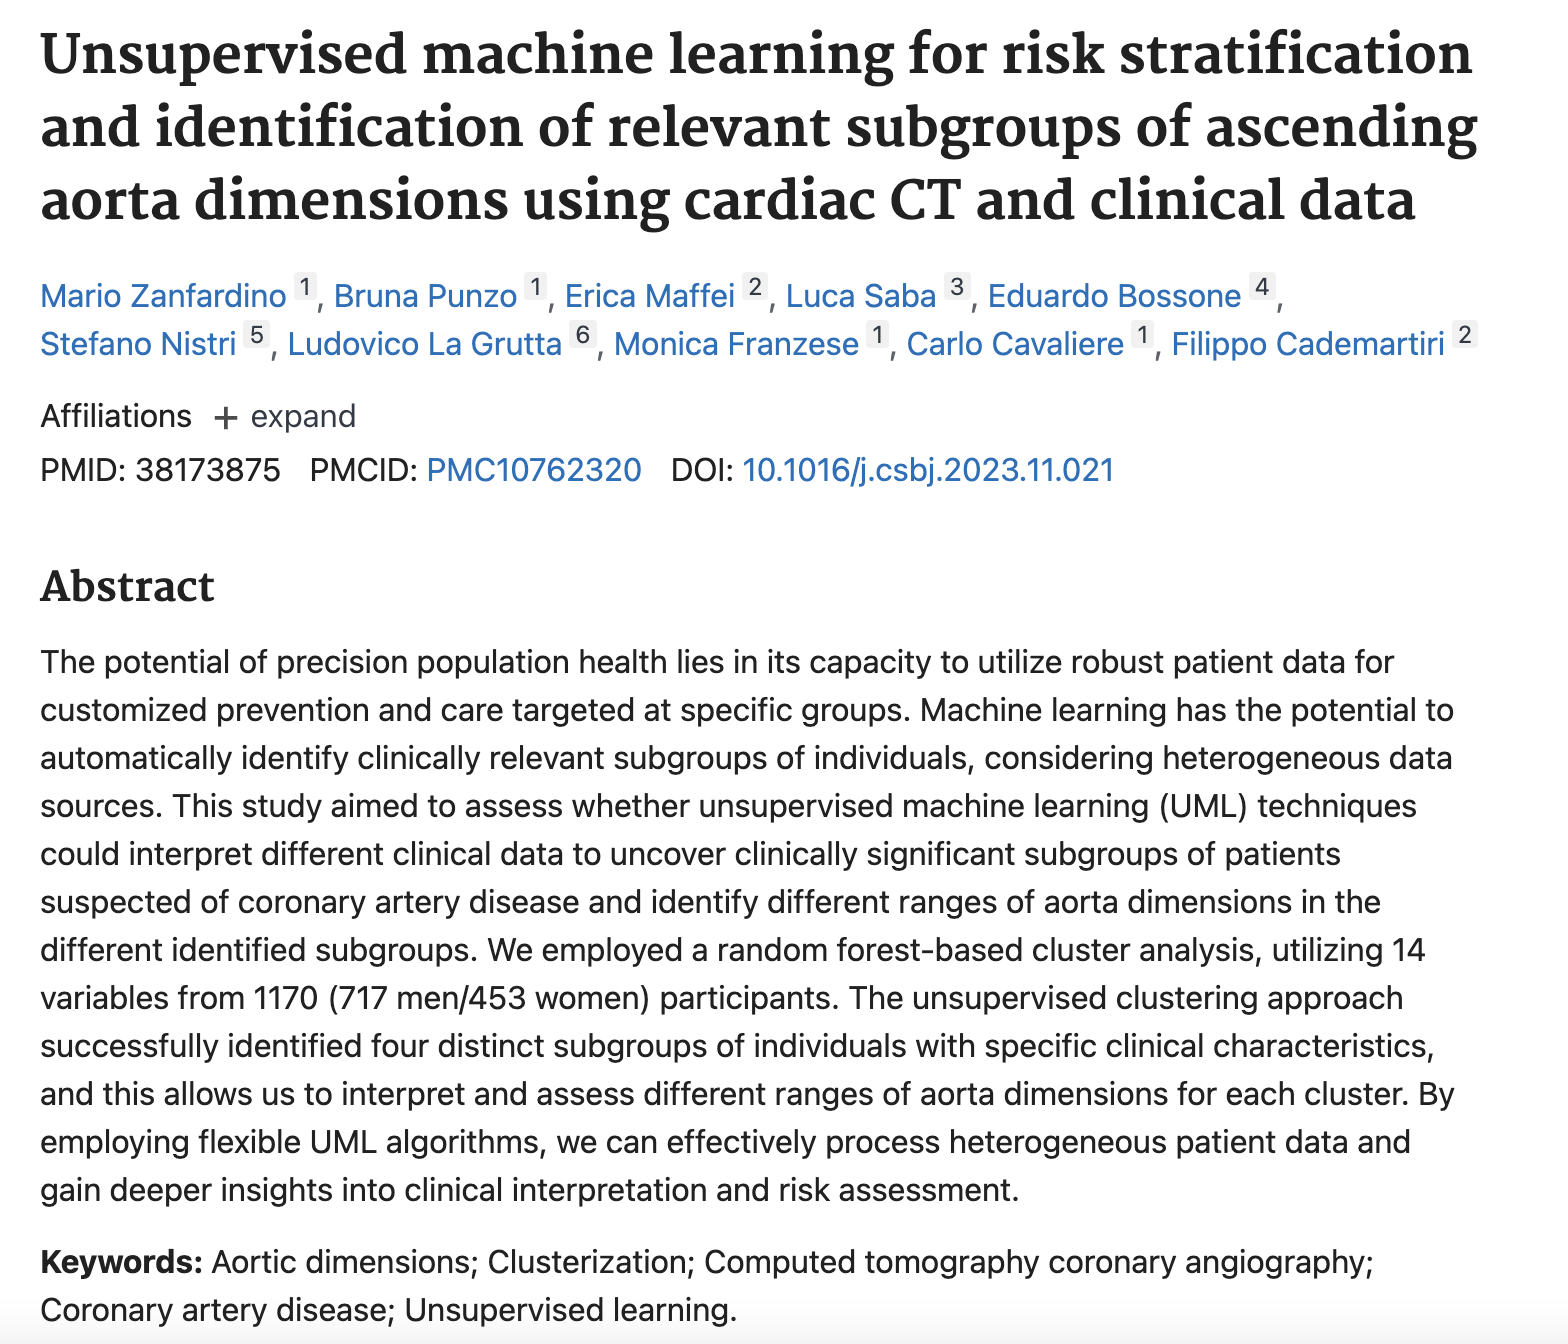 Unsupervised machine learning for risk stratification
and identification of relevant subgroups of ascending
aorta dimensions using cardiac CT and clinical data
Mario Zanfardino 1, Bruna Punzo 1, Erica Maffei 2, Luca Saba 3, Eduardo Bossone 4,
Stefano Nistri 5, Ludovico La Grutta 6, Monica Franzese 1, Carlo Cavaliere 1, Filippo Cademartiri 2
Affiliations + expand
PMID: 38173875 PMCID: PMC10762320 DOI: 10.1016/j.csbj.2023.11.021
Abstract
The potential of precision population health lies in its capacity to utilize robust patient data for
customized prevention and care targeted at specific groups. Machine learning has the potential to
automatically identify clinically relevant subgroups of individuals, considering heterogeneous data
sources. This study aimed to assess whether unsupervised machine learning (UML) techniques
could interpret different clinical data to uncover clinically significant subgroups of patients
suspected of coronary artery disease and identify different ranges of aorta dimensions in the
different identified subgroups. We employed a random forest-based cluster analysis, utilizing 14
variables from 1170 (717 men/453 women) participants. The unsupervised clustering approach
successfully identified four distinct subgroups of individuals with specific clinical characteristics,
and this allows us to interpret and assess different ranges of aorta dimensions for each cluster. By
employing flexible UML algorithms, we can effectively process heterogeneous patient data and
gain deeper insights into clinical interpretation and risk assessment.
Keywords: Aortic dimensions; Clusterization; Computed tomography coronary angiography;
Coronary artery disease; Unsupervised learning.